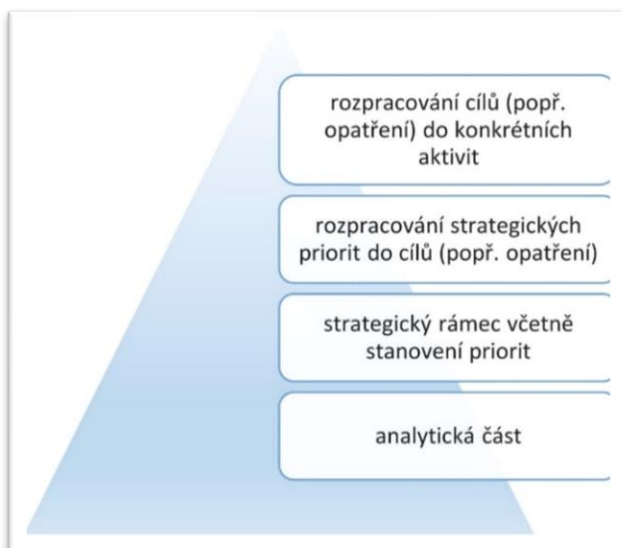 rozpracování cílů (popř.
opatření) do konkrétních
aktivit
rozpracování strategických
priorit do cílů (popř. opatření)
strategický rámec včetně
stanovení priorit
analytická část